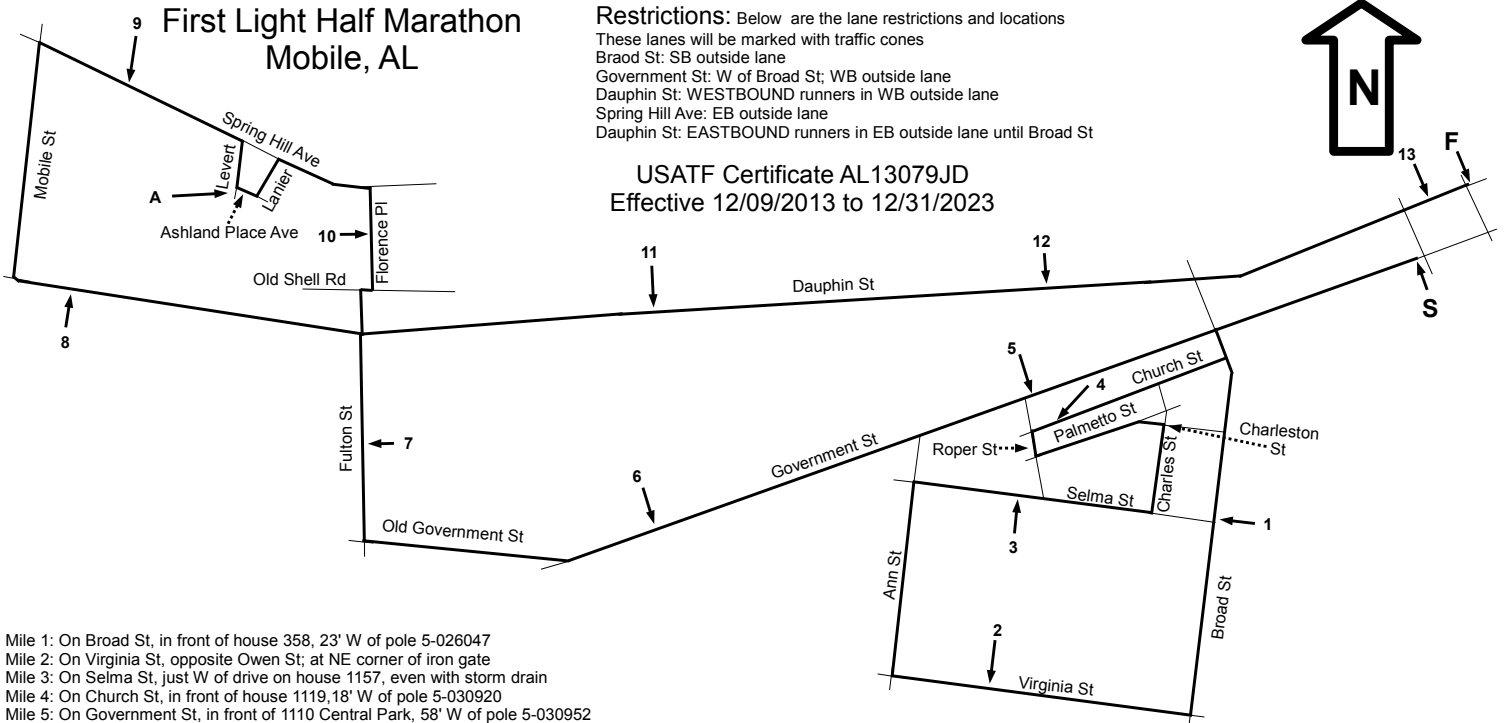 First Light Half Marathon
Mobile, AL
Restrictions: Below are the lane restrictions and locations
These lanes will be marked with traffic cones
Braod St: SB outside lane
Government St: W of Broad St; WB outside lane
Dauphin St: WESTBOUND runners in WB outside lane
Spring Hill Ave: EB outside lane
Dauphin St: EASTBOUND runners in EB outside lane until Broad St
USATF Certificate AL13079JD
Effective 12/09/2013 to 12/31/2023
N
9
Mobile St
Spring Hill Ave
Levert
Lanier
A
Ashland Place Ave
10
Florence Pl
Old Shell Rd
8
11
12
Dauphin St
13
F
S
5
4
Church St
Palmetto St
Roper St
Charleston
St
Charles St
Selma St
Fulton St
7
6
Government St
Old Government St
3
1
Ann St
Broad St
2
Virginia St
Mile 1: On Broad St, in front of house 358, 23' W of pole 5-026047
Mile 2: On Virginia St, opposite Owen St; at NE corner of iron gate
Mile 3: On Selma St, just W of drive on house 1157, even with storm drain
Mile 4: On Church St, in front of house 1119,18' W of pole 5-030920
Mile 5: On Government St, in front of 1110 Central Park, 58' W of pole 5-030952